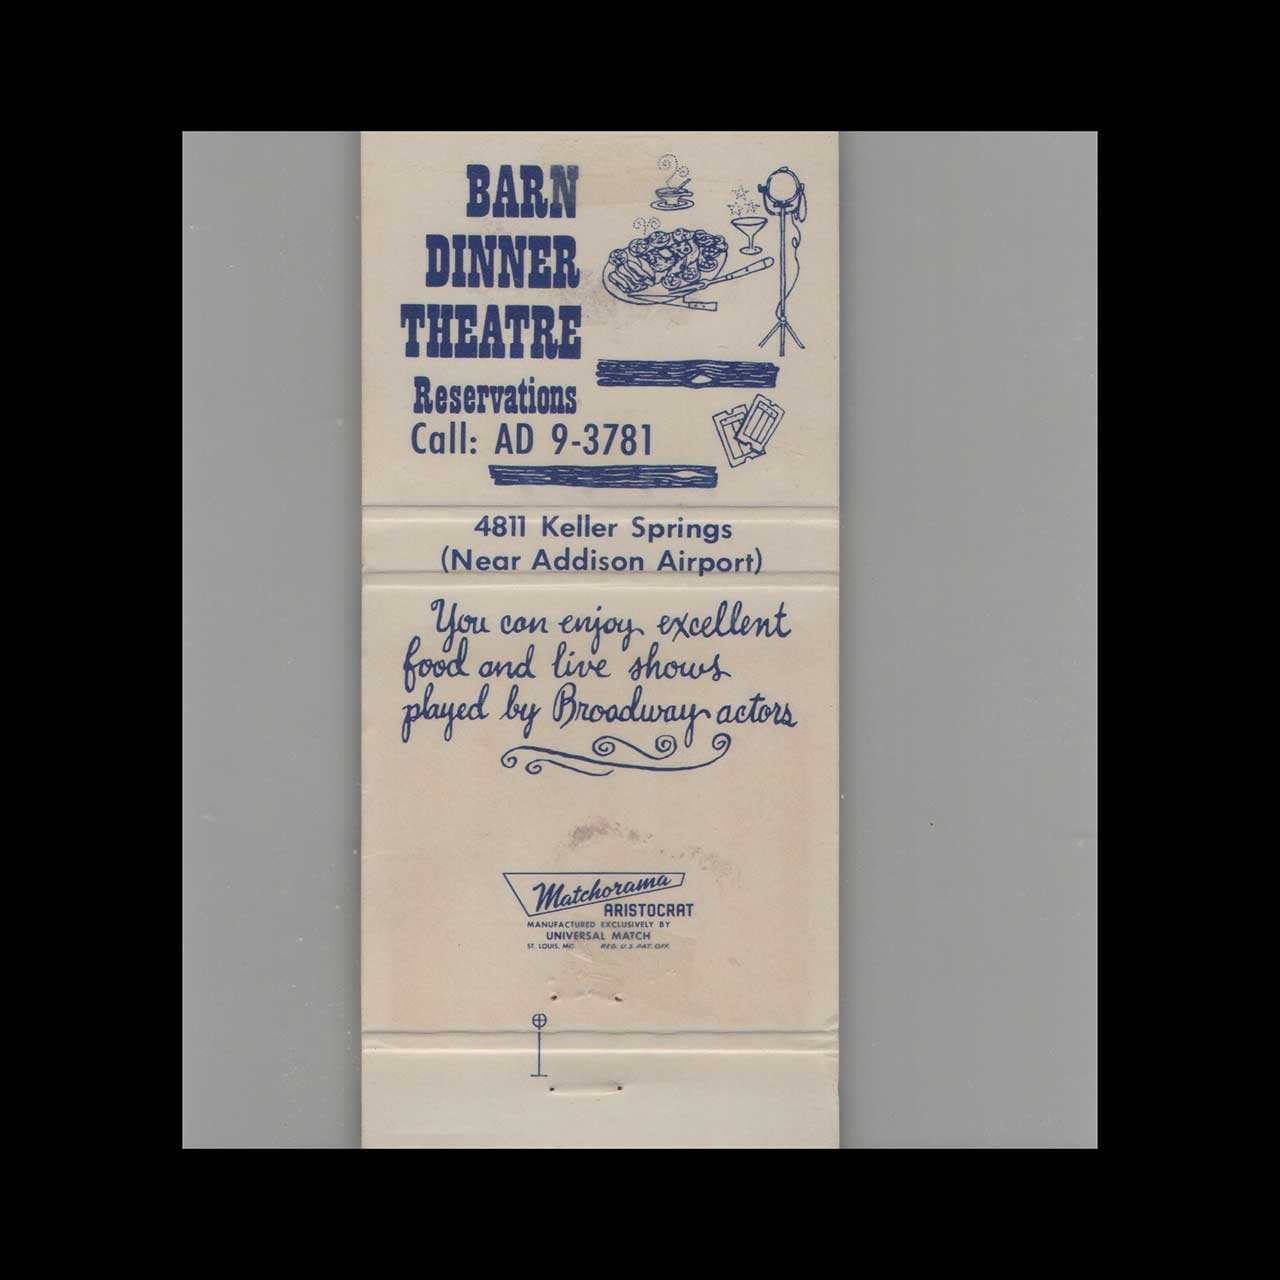 BARN
DINNER
THEATRE
Reservations
Call: AD 9-3781
4811 Keller Springs
(Near Addison Airport)
You can enjoy excellent
food and live shows
played by Broadway actors
Matchorama
ARISTOCRAT
MANUFACTURED EXCLUSIVELY BY
UNIVERSAL MATCH
ST. LOUIS, MO. REG. U.S. PAT. OFF.